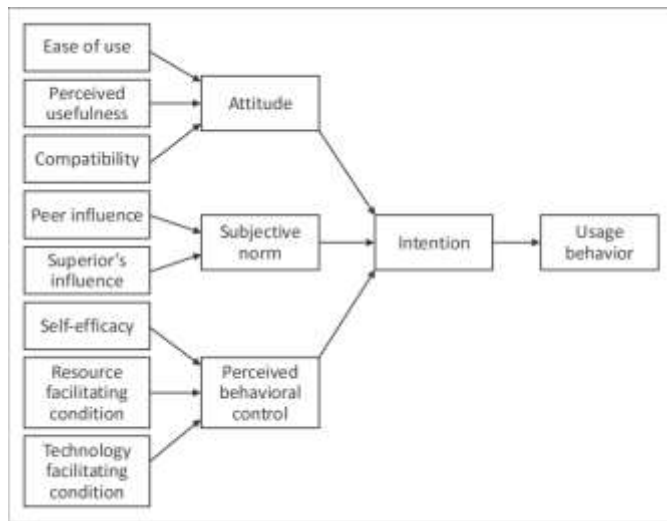 Ease of use
Perceived
usefulness
Compatibility
Peer influence
Superior's
influence
Self-efficacy
Resource
facilitating
condition
Technology
facilitating
condition
Attitude
Subjective
norm
Perceived
behavioral
control
Intention
Usage
behavior